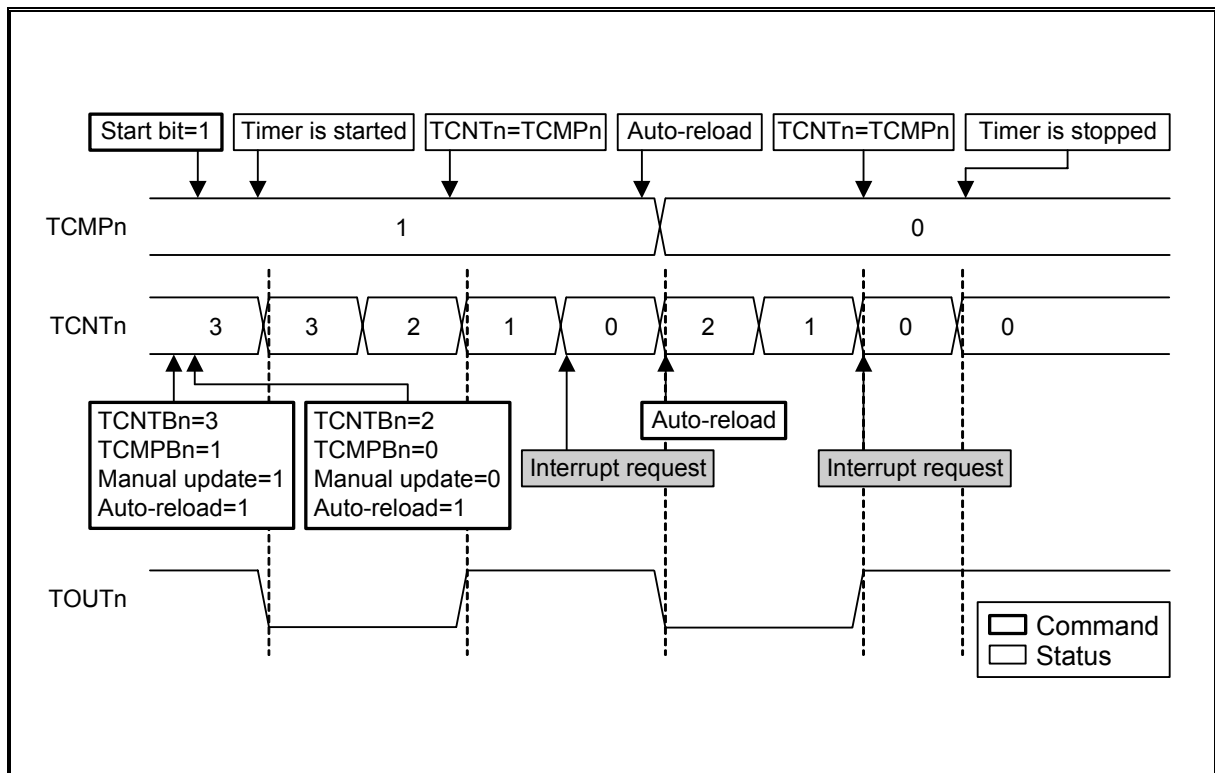 Start bit=1
Timer is started
TCNTn=TCMPn
Auto-reload
TCNTn=TCMPn
Timer is stopped
TCMPn
1
0
TCNTn
3
3
2
1
0
2
1
0
0
TCNTBn=3
TCMPBn=1
Manual update=1
Auto-reload=1
TCNTBn=2
TCMPBn=0
Manual update=0
Auto-reload=1
Interrupt request
Auto-reload
Interrupt request
TOUTn
Command
Status